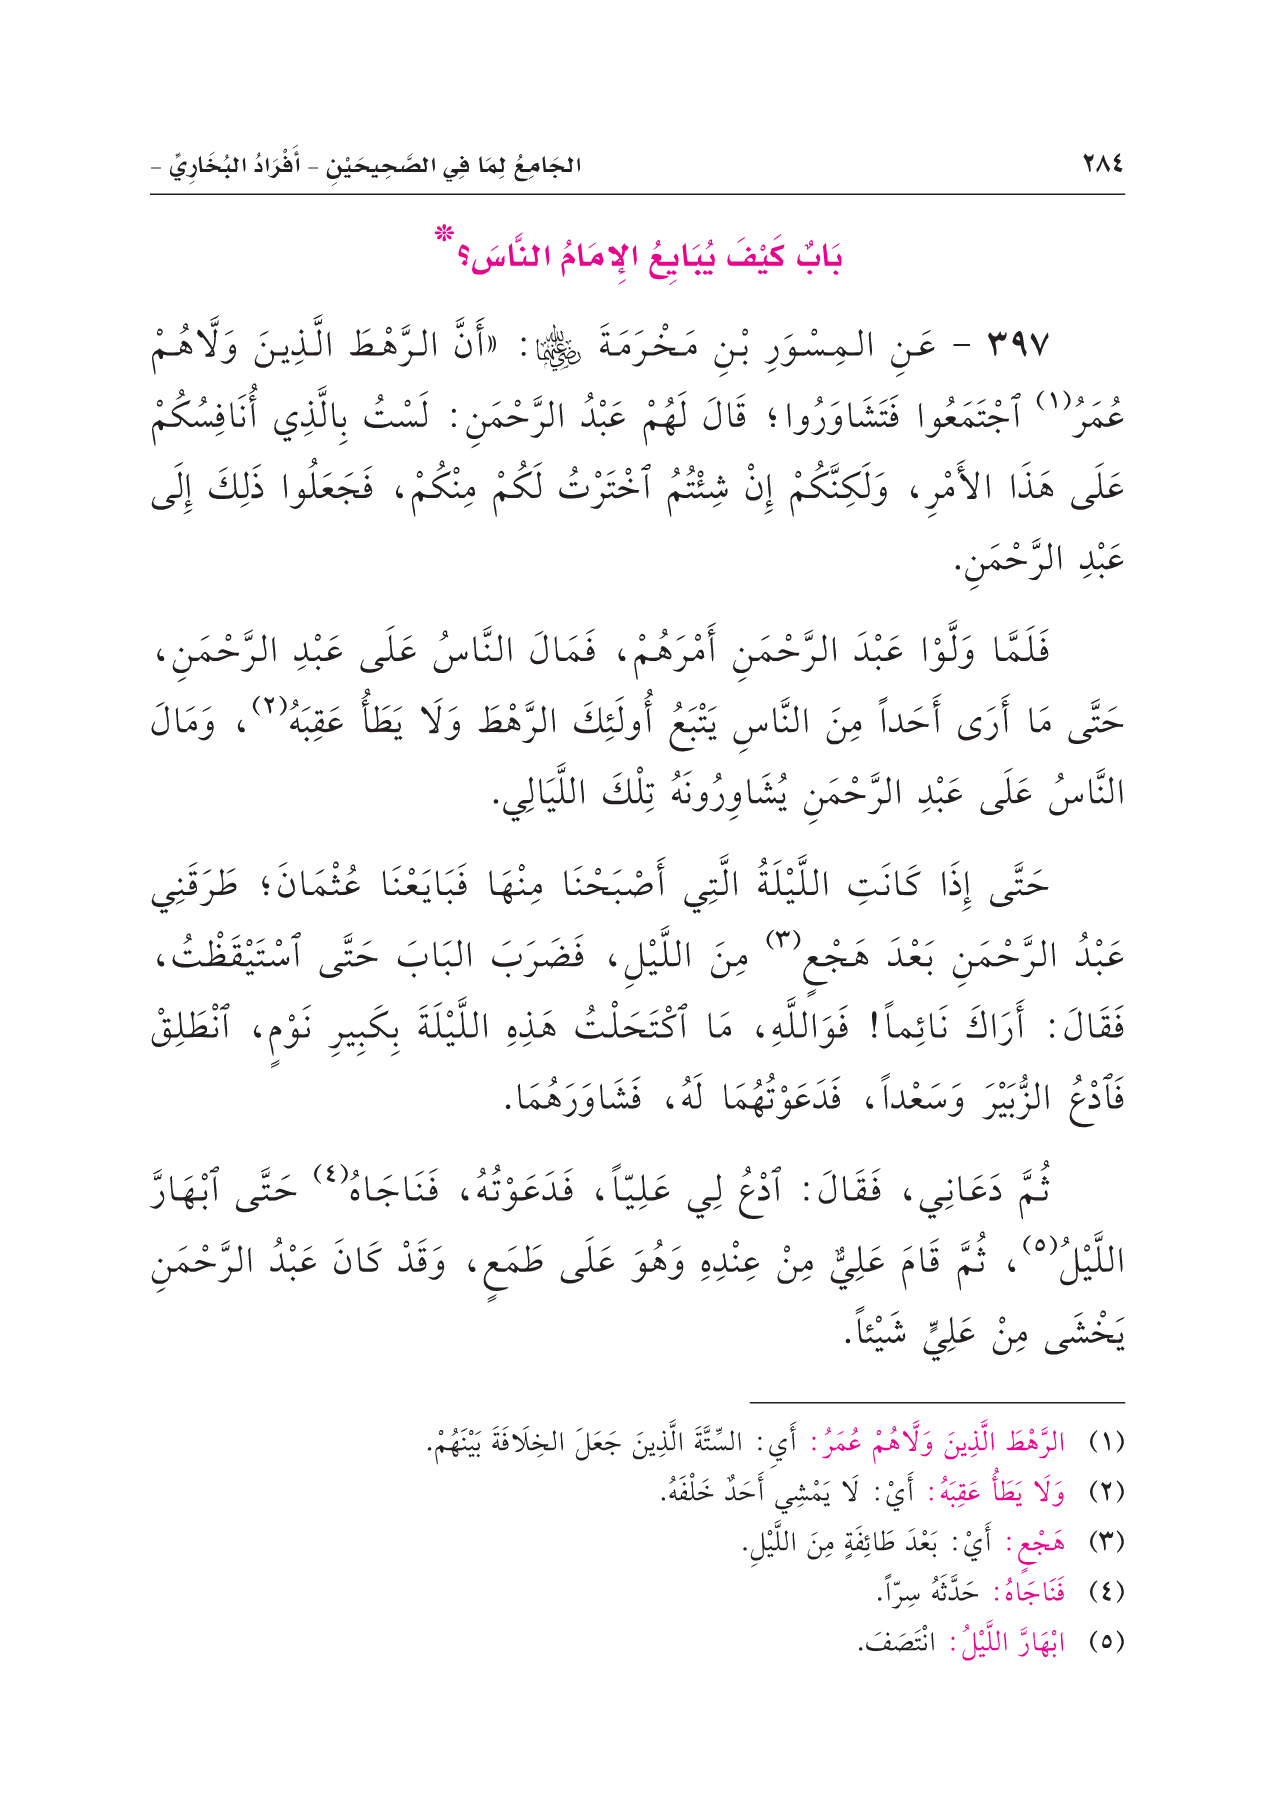 ٢٨٤
الجَامِعُ لِمَا فِي الصَّحِيحَيْنِ - أَفْرَادُ البُخَارِيِّ -
بَابٌ كَيْفَ يُبَايِعُ الإِمَامُ النَّاسَ؟ *
٣٩٧ - عَنِ المِسْوَرِ بْنِ مَخْرَمَةَ رضي الله عنهما: «أَنَّ الرَّهْطَ الَّذِينَ وَلَّاهُمْ
عُمَرُ(١) ٱجْتَمَعُوا فَتَشَاوَرُوا؛ قَالَ لَهُمْ عَبْدُ الرَّحْمَنِ: لَسْتُ بِالَّذِي أُنَافِسُكُمْ
عَلَى هَذَا الأَمْرِ، وَلَكِنَّكُمْ إِنْ شِئْتُمُ ٱخْتَرْتُ لَكُمْ مِنْكُمْ، فَجَعَلُوا ذَلِكَ إِلَى
عَبْدِ الرَّحْمَنِ.
فَلَمَّا وَلَّوْا عَبْدَ الرَّحْمَنِ أَمْرَهُمْ، فَمَالَ النَّاسُ عَلَى عَبْدِ الرَّحْمَنِ،
حَتَّى مَا أَرَى أَحَداً مِنَ النَّاسِ يَتْبَعُ أُولَئِكَ الرَّهْطَ وَلَا يَطَأُ عَقِبَهُ(٢)، وَمَالَ
النَّاسُ عَلَى عَبْدِ الرَّحْمَنِ يُشَاوِرُونَهُ تِلْكَ اللَّيَالِي.
حَتَّى إِذَا كَانَتِ اللَّيْلَةُ الَّتِي أَصْبَحْنَا مِنْهَا فَبَايَعْنَا عُثْمَانَ؛ طَرَقَنِي
عَبْدُ الرَّحْمَنِ بَعْدَ هَجْعٍ(٣) مِنَ اللَّيْلِ، فَضَرَبَ البَابَ حَتَّى ٱسْتَيْقَظْتُ،
فَقَالَ: أَرَاكَ نَائِماً! فَوَاللَّهِ، مَا ٱكْتَحَلْتُ هَذِهِ اللَّيْلَةَ بِكَبِيرِ نَوْمٍ، ٱنْطَلِقْ
فَٱدْعُ الزُّبَيْرَ وَسَعْداً، فَدَعَوْتُهُمَا لَهُ، فَشَاوَرَهُمَا.
ثُمَّ دَعَانِي، فَقَالَ: ٱدْعُ لِي عَلِيّاً، فَدَعَوْتُهُ، فَنَاجَاهُ(٤) حَتَّى ٱبْهَارَّ
اللَّيْلُ(٥)، ثُمَّ قَامَ عَلِيٌّ مِنْ عِنْدِهِ وَهُوَ عَلَى طَمَعٍ، وَقَدْ كَانَ عَبْدُ الرَّحْمَنِ
يَخْشَى مِنْ عَلِيٍّ شَيْئاً.
(١) الرَّهْطَ الَّذِينَ وَلَّاهُمْ عُمَرُ: أَيِ: السِّتَّةَ الَّذِينَ جَعَلَ الخِلَافَةَ بَيْنَهُمْ.
(٢) وَلَا يَطَأُ عَقِبَهُ: أَيْ: لَا يَمْشِي أَحَدٌ خَلْفَهُ.
(٣) هَجْعٍ: أَيْ: بَعْدَ طَائِفَةٍ مِنَ اللَّيْلِ.
(٤) فَنَاجَاهُ: حَدَّثَهُ سِرّاً.
(٥) ابْهَارَّ اللَّيْلُ: انْتَصَفَ.